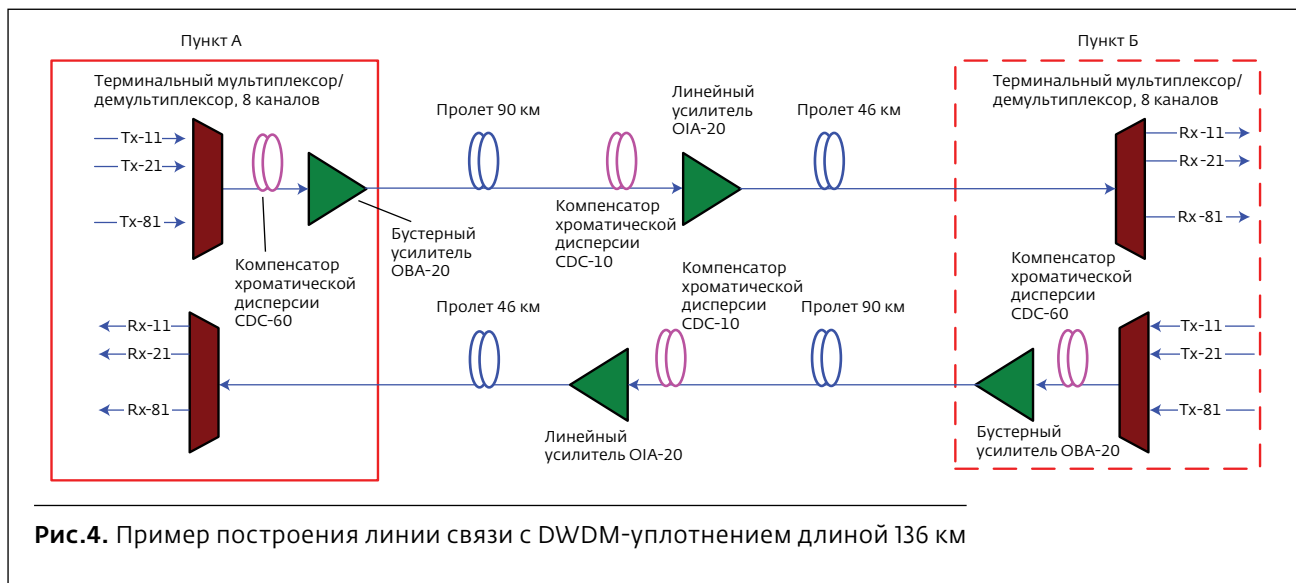 Пункт А
Пункт Б
Терминальный мультиплексор/
демультиплексор, 8 каналов
Tx-11
Tx-21
Tx-81
Компенсатор
хроматической
дисперсии
CDC-60
Бустерный
усилитель
OBA-20
Пролет 90 км
Компенсатор
хроматической
дисперсии
CDC-10
Линейный
усилитель
OIA-20
Пролет 46 км
Терминальный мультиплексор/
демультиплексор, 8 каналов
Rx-11
Rx-21
Rx-81
Rx-11
Rx-21
Rx-81
Пролет 46 км
Линейный
усилитель OIA-20
Компенсатор
хроматической
дисперсии
CDC-10
Пролет 90 км
Компенсатор
хроматической
дисперсии
CDC-60
Бустерный
усилитель OBA-20
Tx-11
Tx-21
Tx-81
Рис.4. Пример построения линии связи с DWDM-уплотнением длиной 136 км